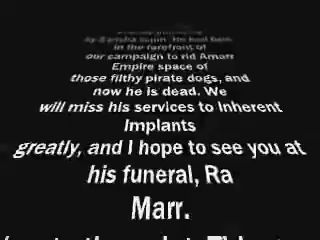 in the forefront of
our campaign to rid Amarr
Empire space of
those filthy pirate dogs, and
now he is dead. We
will miss his services to Inherent
Implants
greatly, and I hope to see you at
his funeral, Ra
Marr.